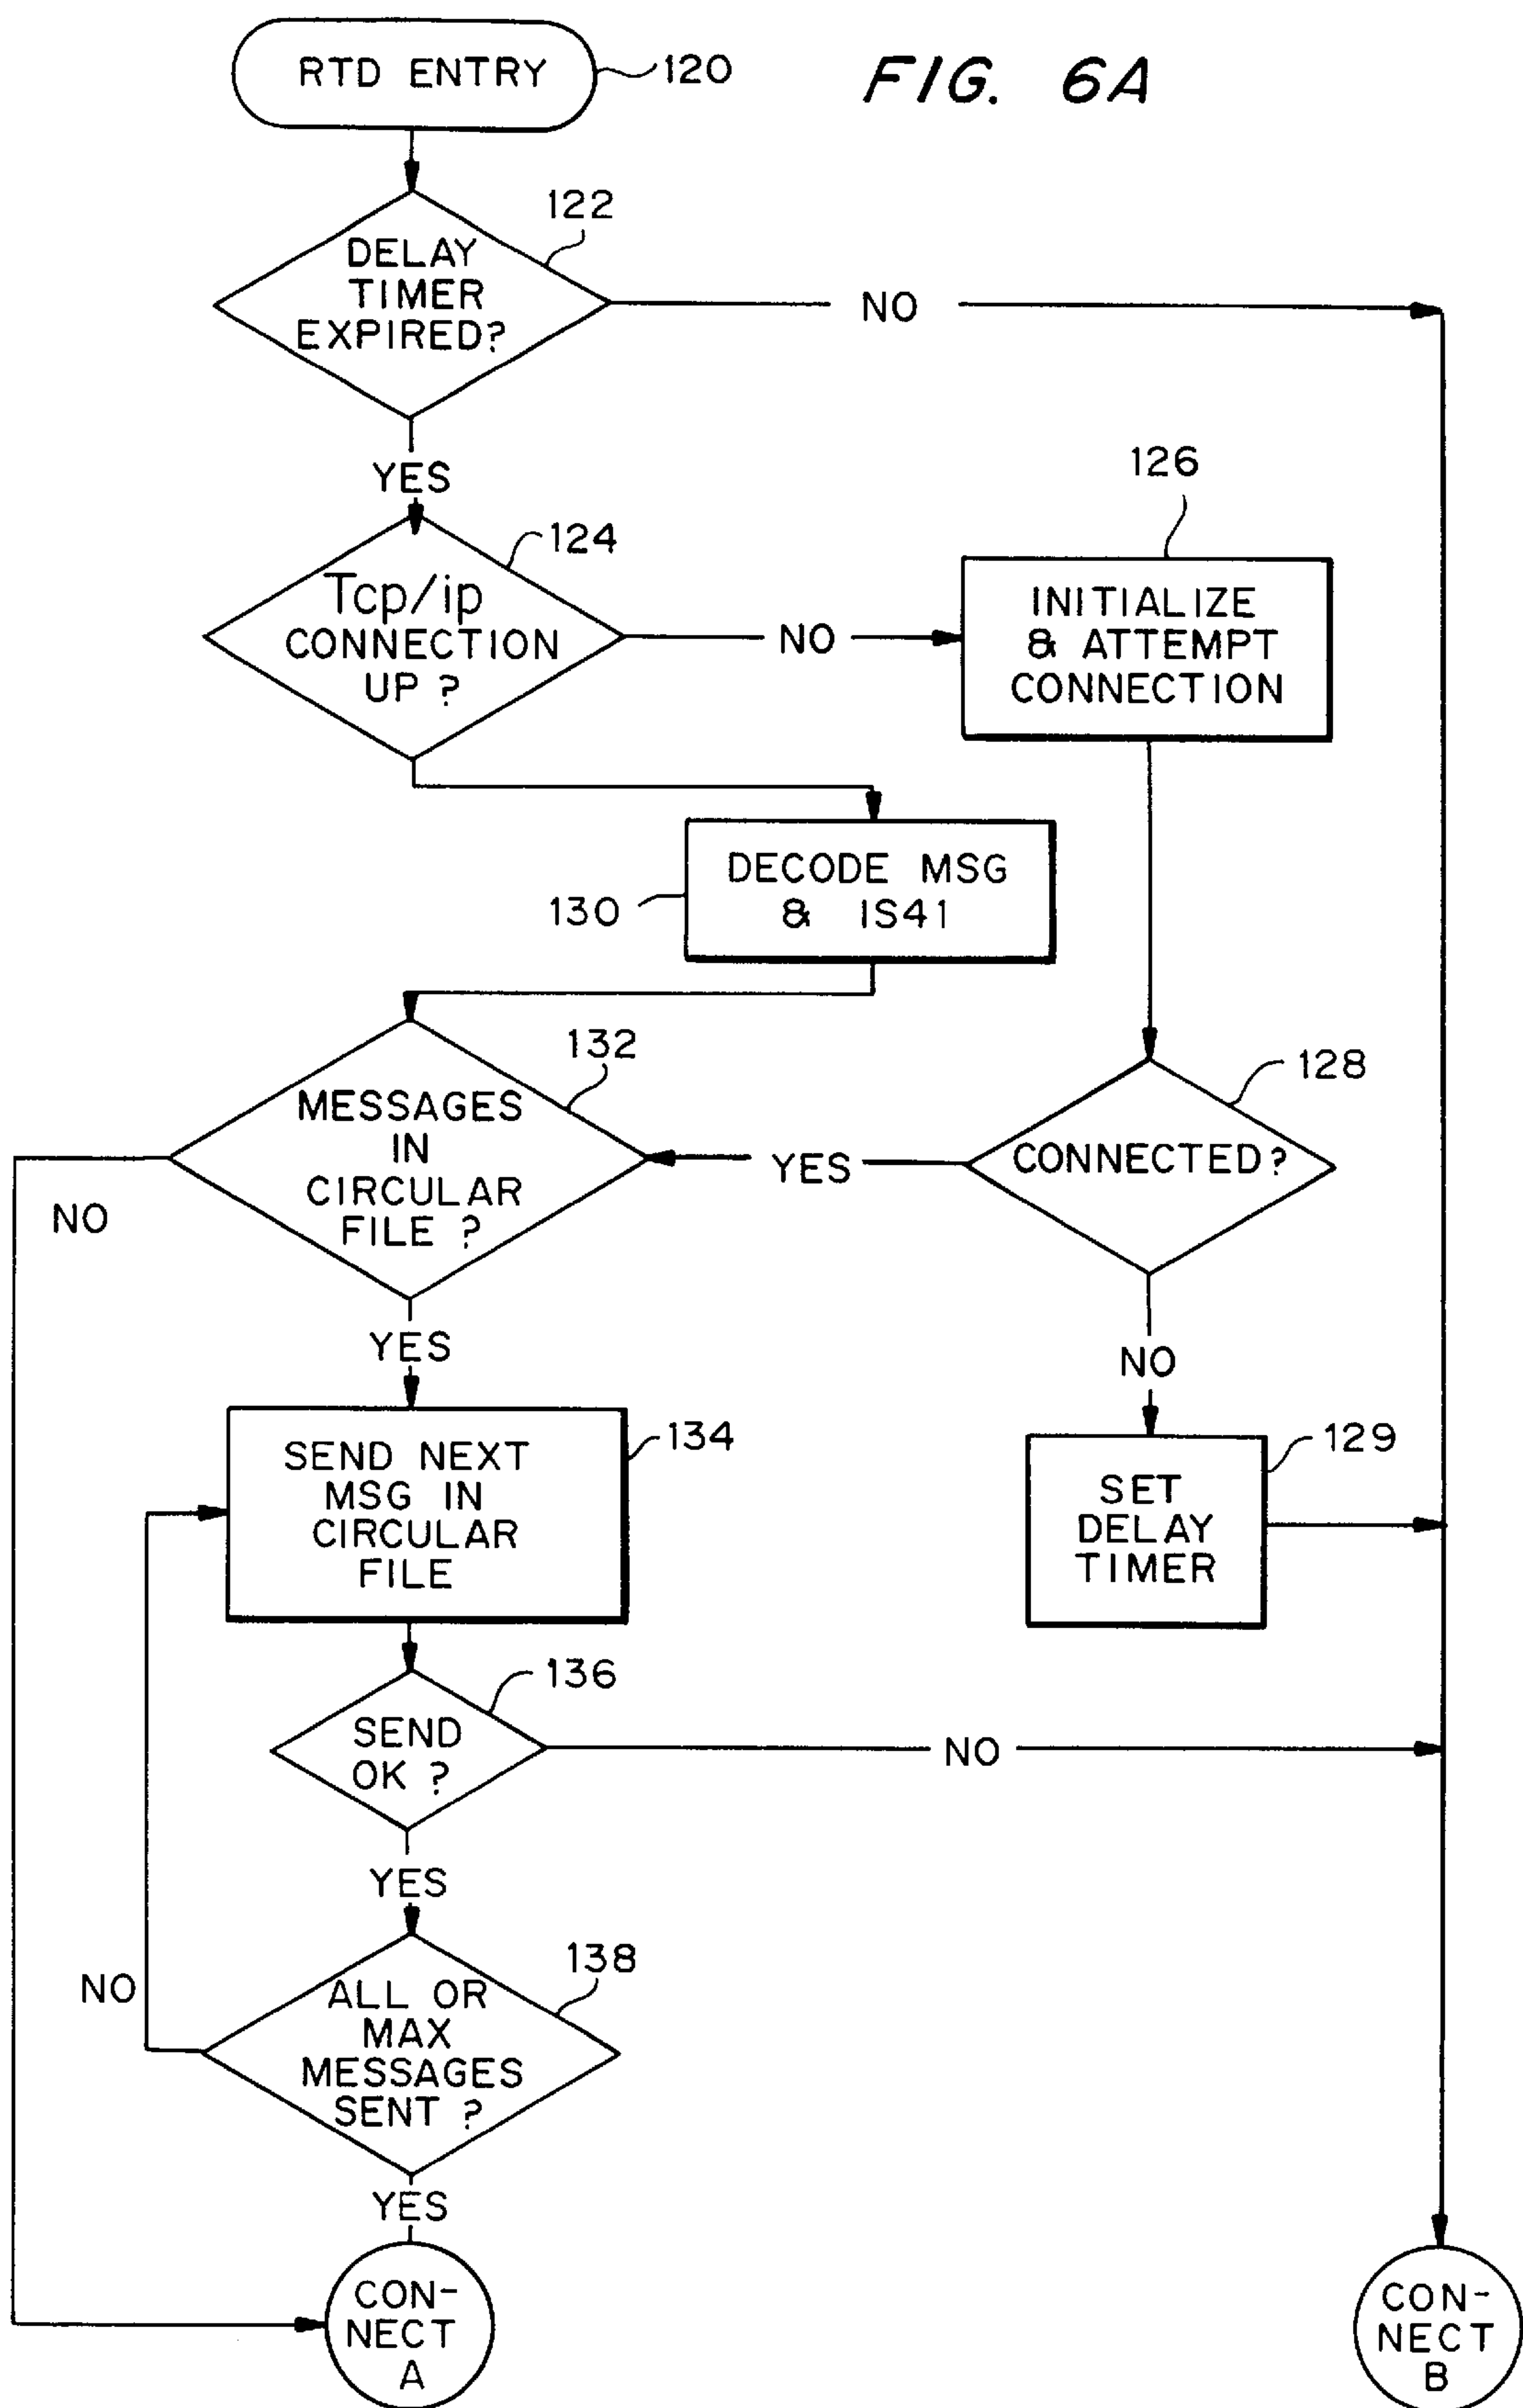 RTD ENTRY
120
FIG. 6A
122
DELAY
TIMER
EXPIRED?
NO
YES
126
124
Tcp/ip
CONNECTION
UP ?
NO
INITIALIZE
& ATTEMPT
CONNECTION
DECODE MSG
& IS41
130
132
128
MESSAGES
IN
CIRCULAR
FILE ?
YES
CONNECTED?
NO
YES
NO
134
SEND NEXT
MSG IN
CIRCULAR
FILE
129
SET
DELAY
TIMER
136
SEND
OK ?
NO
YES
138
NO
ALL OR
MAX
MESSAGES
SENT ?
YES
CON-
NECT
A
CON-
NECT
B